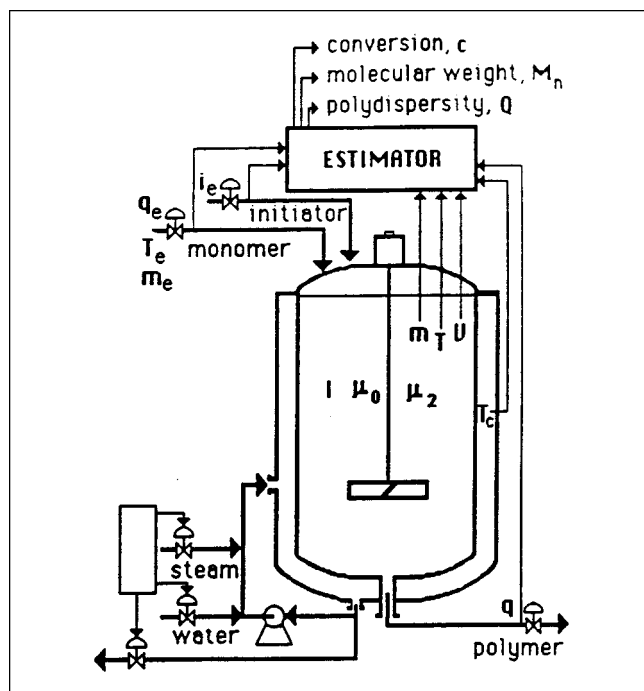 conversion, c
molecular weight, Mn
polydispersity, Q
ESTIMATOR
ie
initiator
qe
monomer
Te
me
m T V
I μ0 μ2
Tc
steam
water
q
polymer